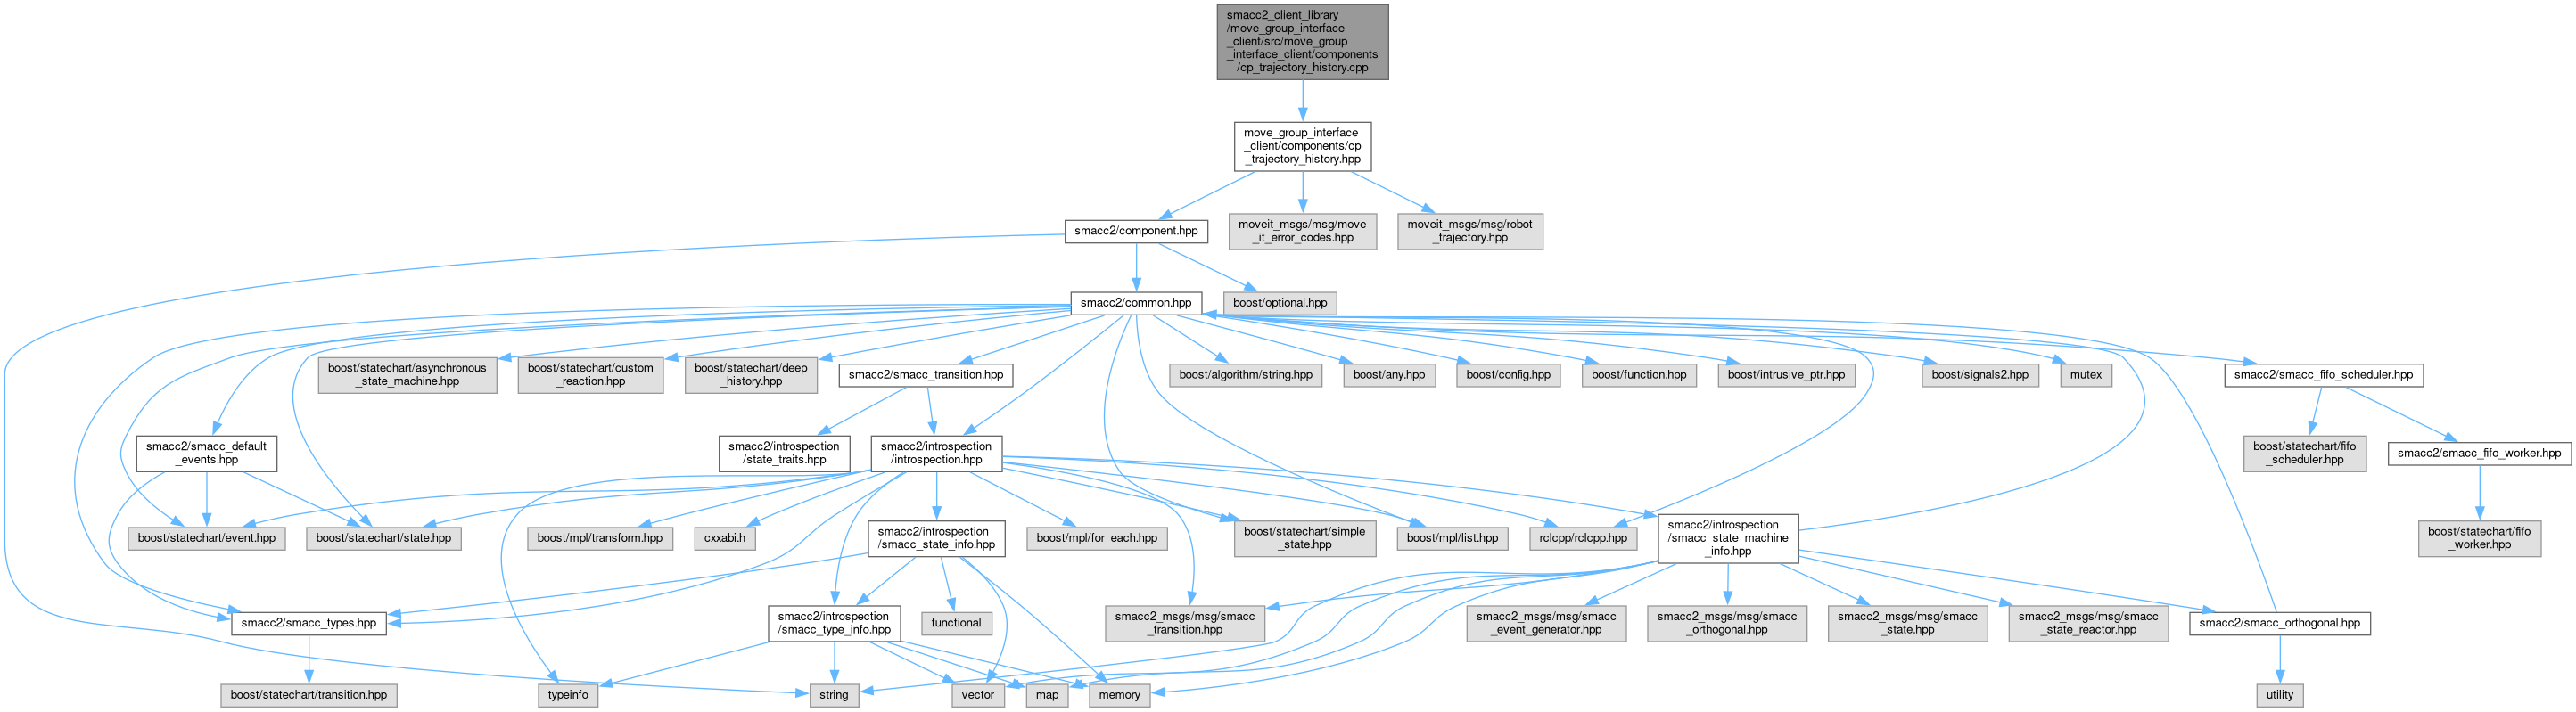 smacc2_client_library
/move_group_interface
_client/src/move_group
_interface_client/components
/cp_trajectory_history.cpp
move_group_interface
_client/components/cp
_trajectory_history.hpp
smacc2/component.hpp
moveit_msgs/msg/move
_it_error_codes.hpp
moveit_msgs/msg/robot
_trajectory.hpp
smacc2/common.hpp
boost/optional.hpp
boost/statechart/asynchronous
_state_machine.hpp
boost/statechart/custom
_reaction.hpp
boost/statechart/deep
_history.hpp
smacc2/smacc_transition.hpp
boost/algorithm/string.hpp
boost/any.hpp
boost/config.hpp
boost/function.hpp
boost/intrusive_ptr.hpp
boost/signals2.hpp
mutex
smacc2/smacc_fifo_scheduler.hpp
smacc2/smacc_default
_events.hpp
smacc2/introspection
/state_traits.hpp
smacc2/introspection
/introspection.hpp
boost/statechart/fifo
_scheduler.hpp
smacc2/smacc_fifo_worker.hpp
boost/statechart/event.hpp
boost/statechart/state.hpp
boost/mpl/transform.hpp
cxxabi.h
smacc2/introspection
/smacc_state_info.hpp
boost/mpl/for_each.hpp
boost/statechart/simple
_state.hpp
boost/mpl/list.hpp
rclcpp/rclcpp.hpp
smacc2/introspection
/smacc_state_machine
_info.hpp
boost/statechart/fifo
_worker.hpp
smacc2/smacc_types.hpp
smacc2/introspection
/smacc_type_info.hpp
functional
smacc2_msgs/msg/smacc
_transition.hpp
smacc2_msgs/msg/smacc
_event_generator.hpp
smacc2_msgs/msg/smacc
_orthogonal.hpp
smacc2_msgs/msg/smacc
_state.hpp
smacc2_msgs/msg/smacc
_state_reactor.hpp
smacc2/smacc_orthogonal.hpp
boost/statechart/transition.hpp
typeinfo
string
vector
map
memory
utility